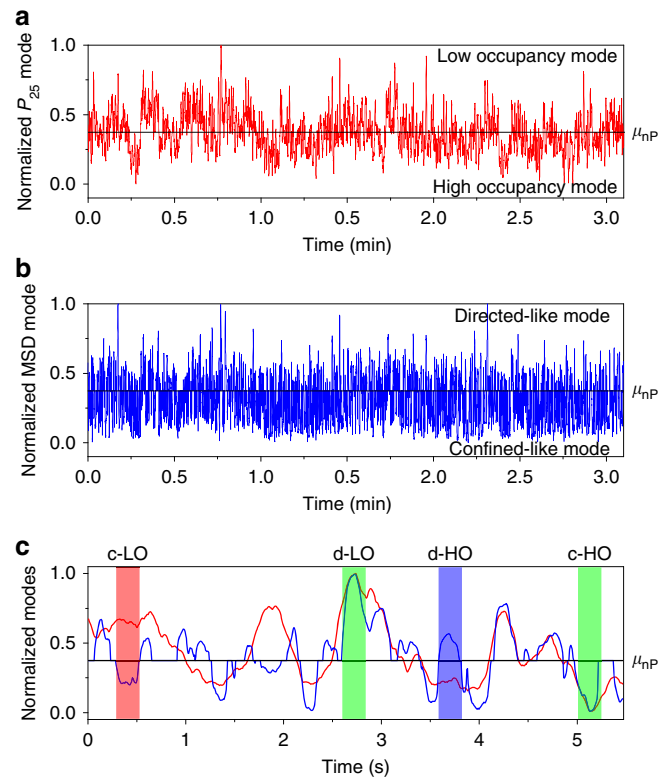 a
Normalized P25 mode
1.0
0.5
0.0
Low occupancy mode
High occupancy mode
μnP
0.0 0.5 1.0 0.5 2.0 2.5 3.0
Time (min)
b
Normalized MSD mode
1.0
0.5
0.0
Directed-like mode
Confined-like mode
μnP
0.0 0.5 1.0 0.5 2.0 2.5 3.0
Time (min)
c
c-LO d-LO d-HO c-HO
Normalized modes
1.0
0.5
0.0
μnP
0 1 2 3 4 5
Time (s)